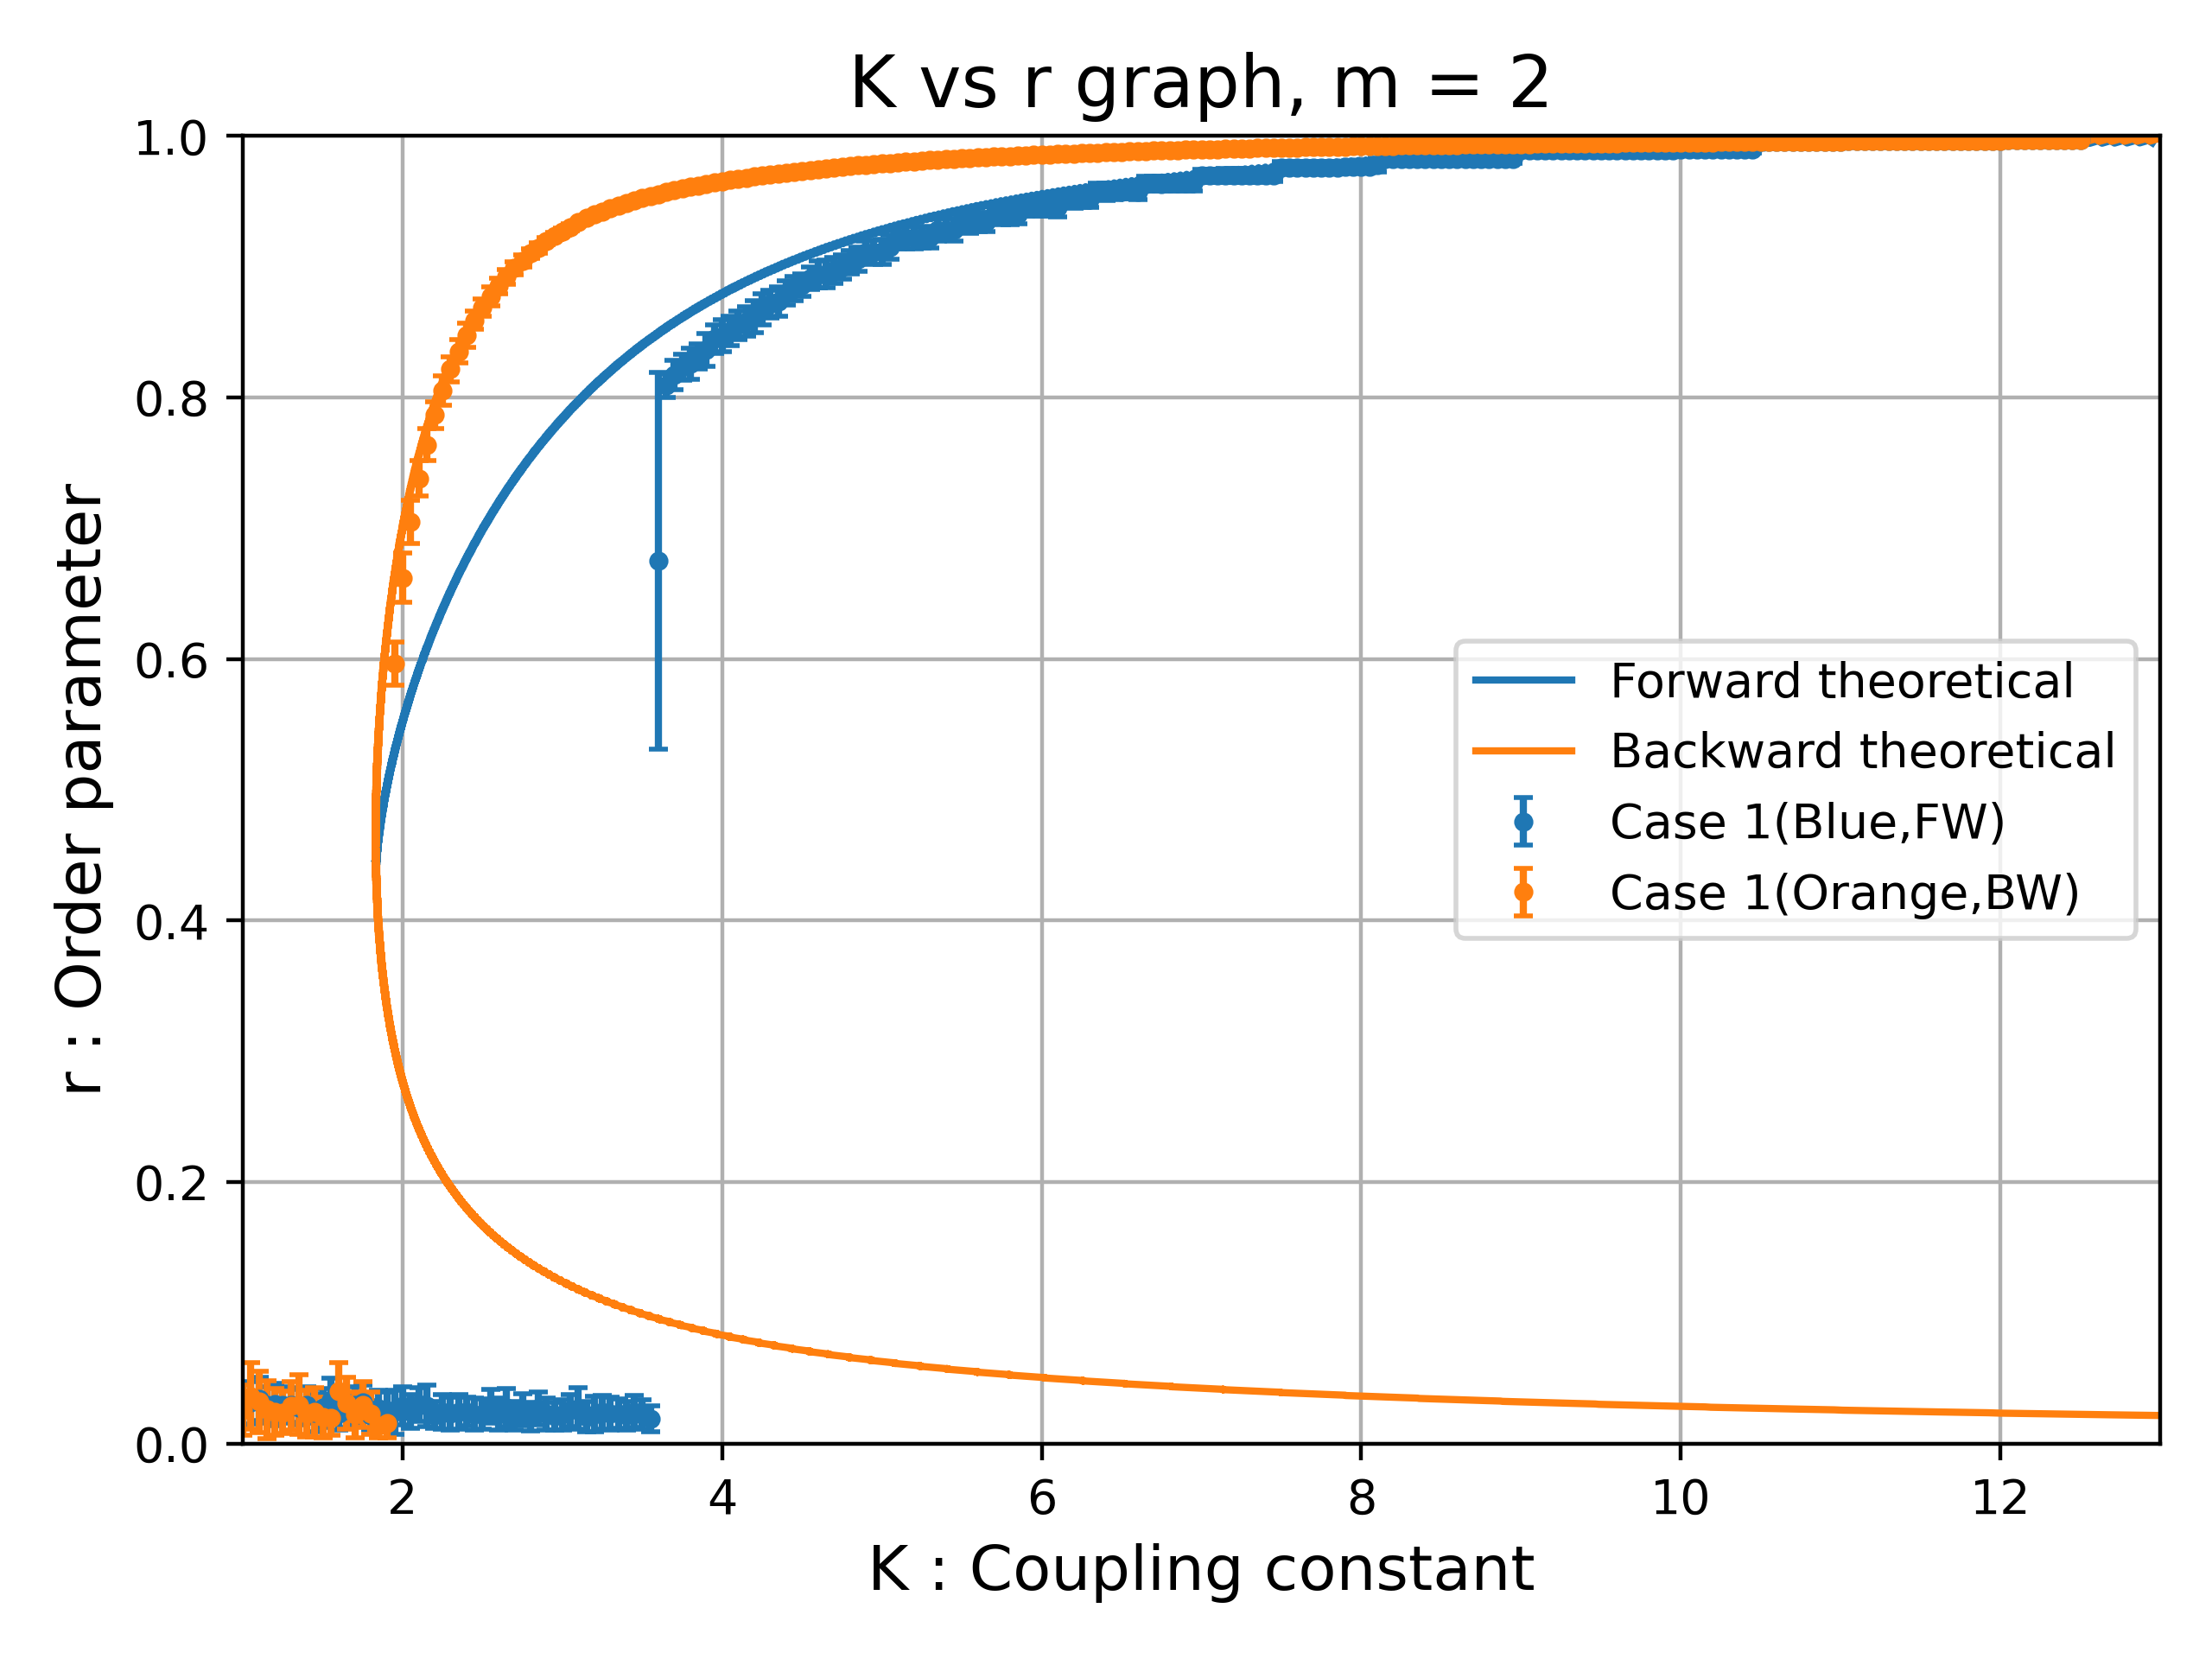 K vs r graph, m = 2
1.0
0.8
0.6
0.4
0.2
0.0
r : Order parameter
Forward theoretical
Backward theoretical
Case 1(Blue,FW)
Case 1(Orange,BW)
2 4 6 8 10 12
K : Coupling constant